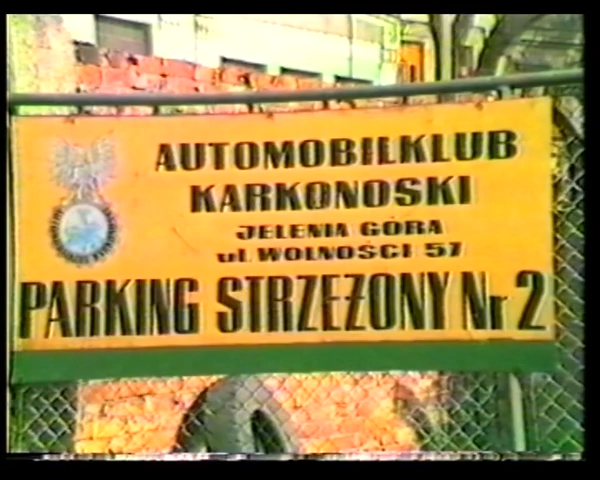 AUTOMOBILKLUB
KARKONOSKI
JELENIA GÓRA
ul. WOLNOŚCI 57
PARKING STRZEŻONY Nr 2